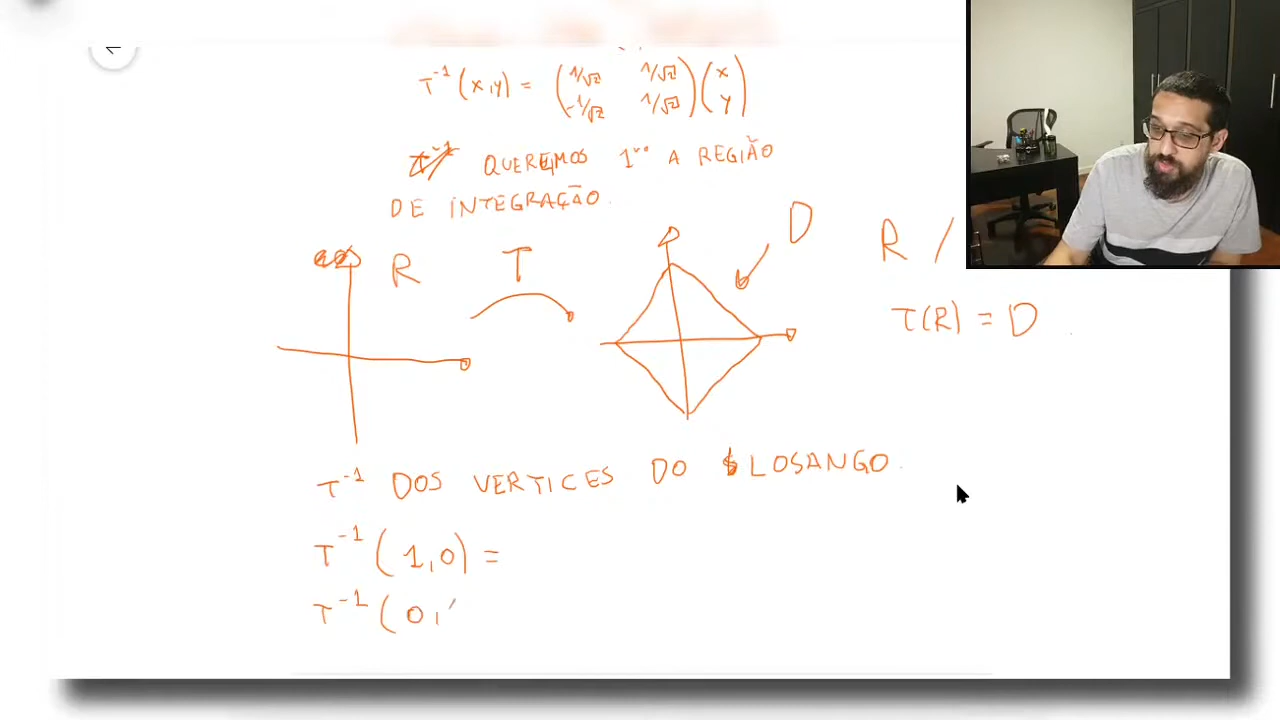 T⁻¹(x,y) = (1/√2 1/√2) (x)
(-1/√2 1/√2) (y)
QUEREMOS 1ʳᵒ A REGIÃO
DE INTEGRAÇÃO.
R T D R /
T(R) = D
T⁻¹ DOS VERTICES DO LOSANGO.
T⁻¹(1,0) =
T⁻¹(0,